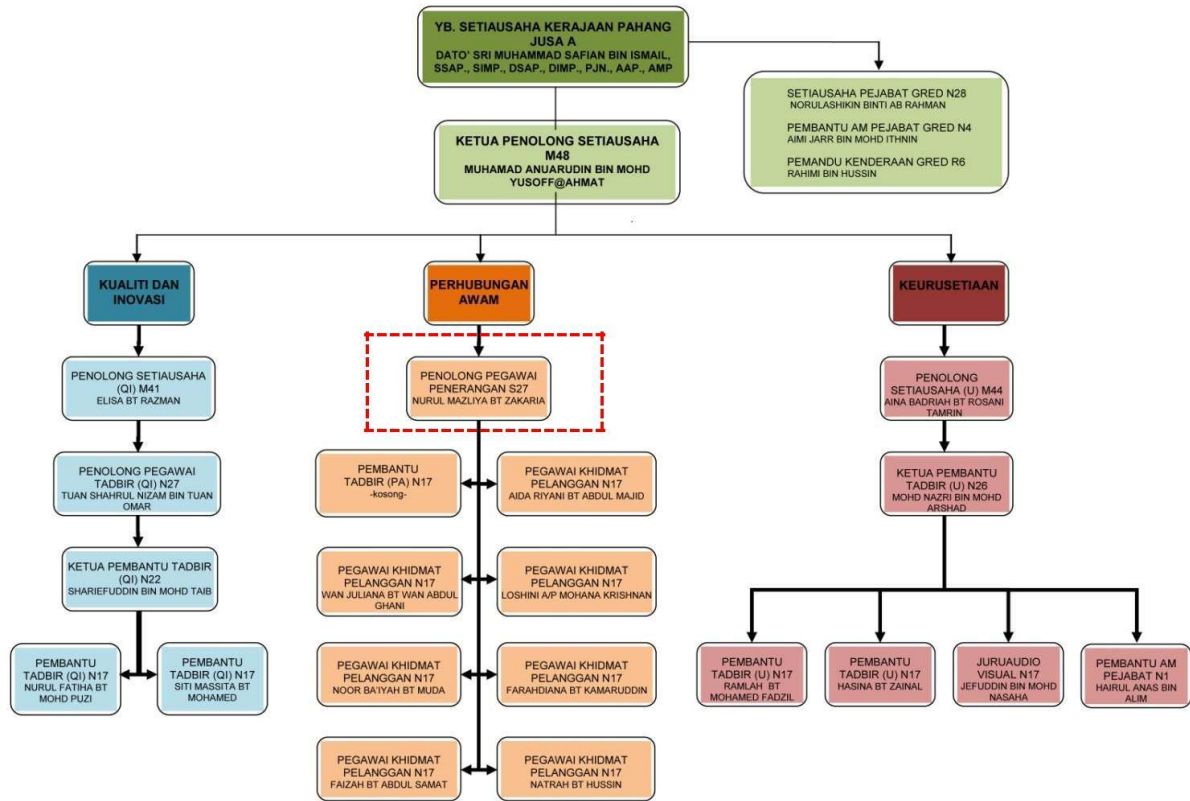 YB. SETIAUSAHA KERAJAAN PAHANG
JUSA A
DATO' SRI MUHAMMAD SAFIAN BIN ISMAIL,
SSAP., SIMP., DSAP., DIMP., PJN., AAP., AMP
SETIAUSAHA PEJABAT GRED N28
NORULASHIKIN BINTI AB RAHMAN
PEMBANTU AM PEJABAT GRED N4
AIMI JARR BIN MOHD ITHNIN
PEMANDU KENDERAAN GRED R6
RAHIMI BIN HUSSIN
KETUA PENOLONG SETIAUSAHA
M48
MUHAMAD ANUARUDIN BIN MOHD
YUSOFF@AHMAT
KUALITI DAN
INOVASI
PENOLONG SETIAUSAHA
(QI) M41
ELISA BT RAZMAN
PENOLONG PEGAWAI
TADBIR (QI) N27
TUAN SHAHRUL NIZAM BIN TUAN
OMAR
KETUA PEMBANTU TADBIR
(QI) N22
SHARIEFUDDIN BIN MOHD TAIB
PEMBANTU
TADBIR (QI) N17
NURUL FATIHA BT
MOHD PUZI
PEMBANTU
TADBIR (QI) N17
SITI MASSITA BT
MOHAMED
PERHUBUNGAN
AWAM
PENOLONG PEGAWAI
PENERANGAN S27
NURUL MAZLIYA BT ZAKARIA
PEMBANTU
TADBIR (PA) N17
-kosong-
PEGAWAI KHIDMAT
PELANGGAN N17
AIDA RIYANI BT ABDUL MAJID
PEGAWAI KHIDMAT
PELANGGAN N17
WAN JULIANA BT WAN ABDUL
GHANI
PEGAWAI KHIDMAT
PELANGGAN N17
LOSHINI A/P MOHANA KRISHNAN
PEGAWAI KHIDMAT
PELANGGAN N17
NOOR BA'IYAH BT MUDA
PEGAWAI KHIDMAT
PELANGGAN N17
FARAHDIANA BT KAMARUDDIN
PEGAWAI KHIDMAT
PELANGGAN N17
FAIZAH BT ABDUL SAMAT
PEGAWAI KHIDMAT
PELANGGAN N17
NATRAH BT HUSSIN
KEURUSETIAAN
PENOLONG
SETIAUSAHA (U) M44
AINA BADRIAH BT ROSANI
TAMRIN
KETUA PEMBANTU
TADBIR (U) N26
MOHD NAZRI BIN MOHD
ARSHAD
PEMBANTU
TADBIR (U) N17
RAMLAH BT
MOHAMED FADZIL
PEMBANTU
TADBIR (U) N17
HASINA BT ZAINAL
JURUAUDIO
VISUAL N17
JEFUDDIN BIN MOHD
NASAHA
PEMBANTU AM
PEJABAT N1
HAIRUL ANAS BIN
ALIM